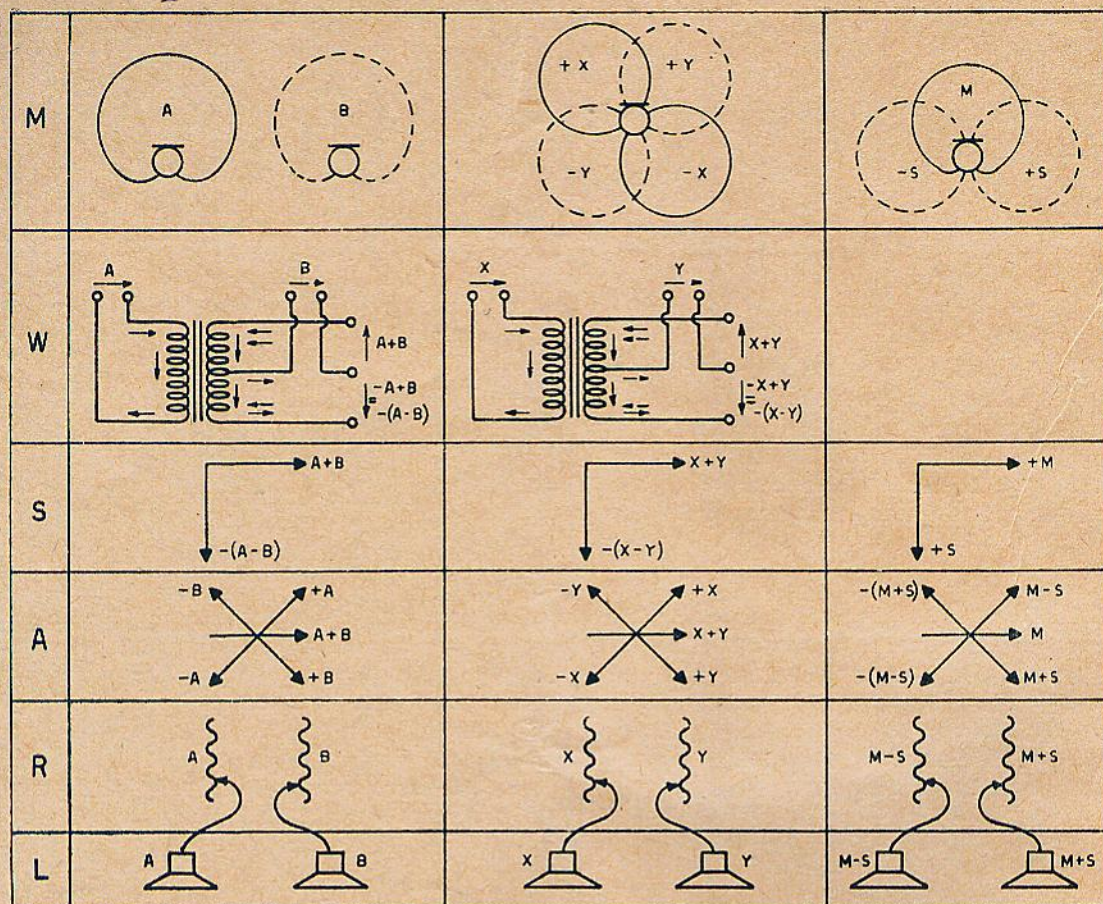 M
A
B
+ X
+ Y
- Y
- X
M
- S
+ S
W
A
B
A+B
-A+B
=
-(A-B)
X
Y
X+Y
-X+Y
=
-(X-Y)
S
A+B
-(A-B)
X+Y
-(X-Y)
+M
+S
A
-B
+A
A+B
-A
+B
-Y
+X
X+Y
-X
+Y
-(M+S)
M-S
M
-(M-S)
M+S
R
A
B
X
Y
M-S
M+S
L
A
B
X
Y
M-S
M+S